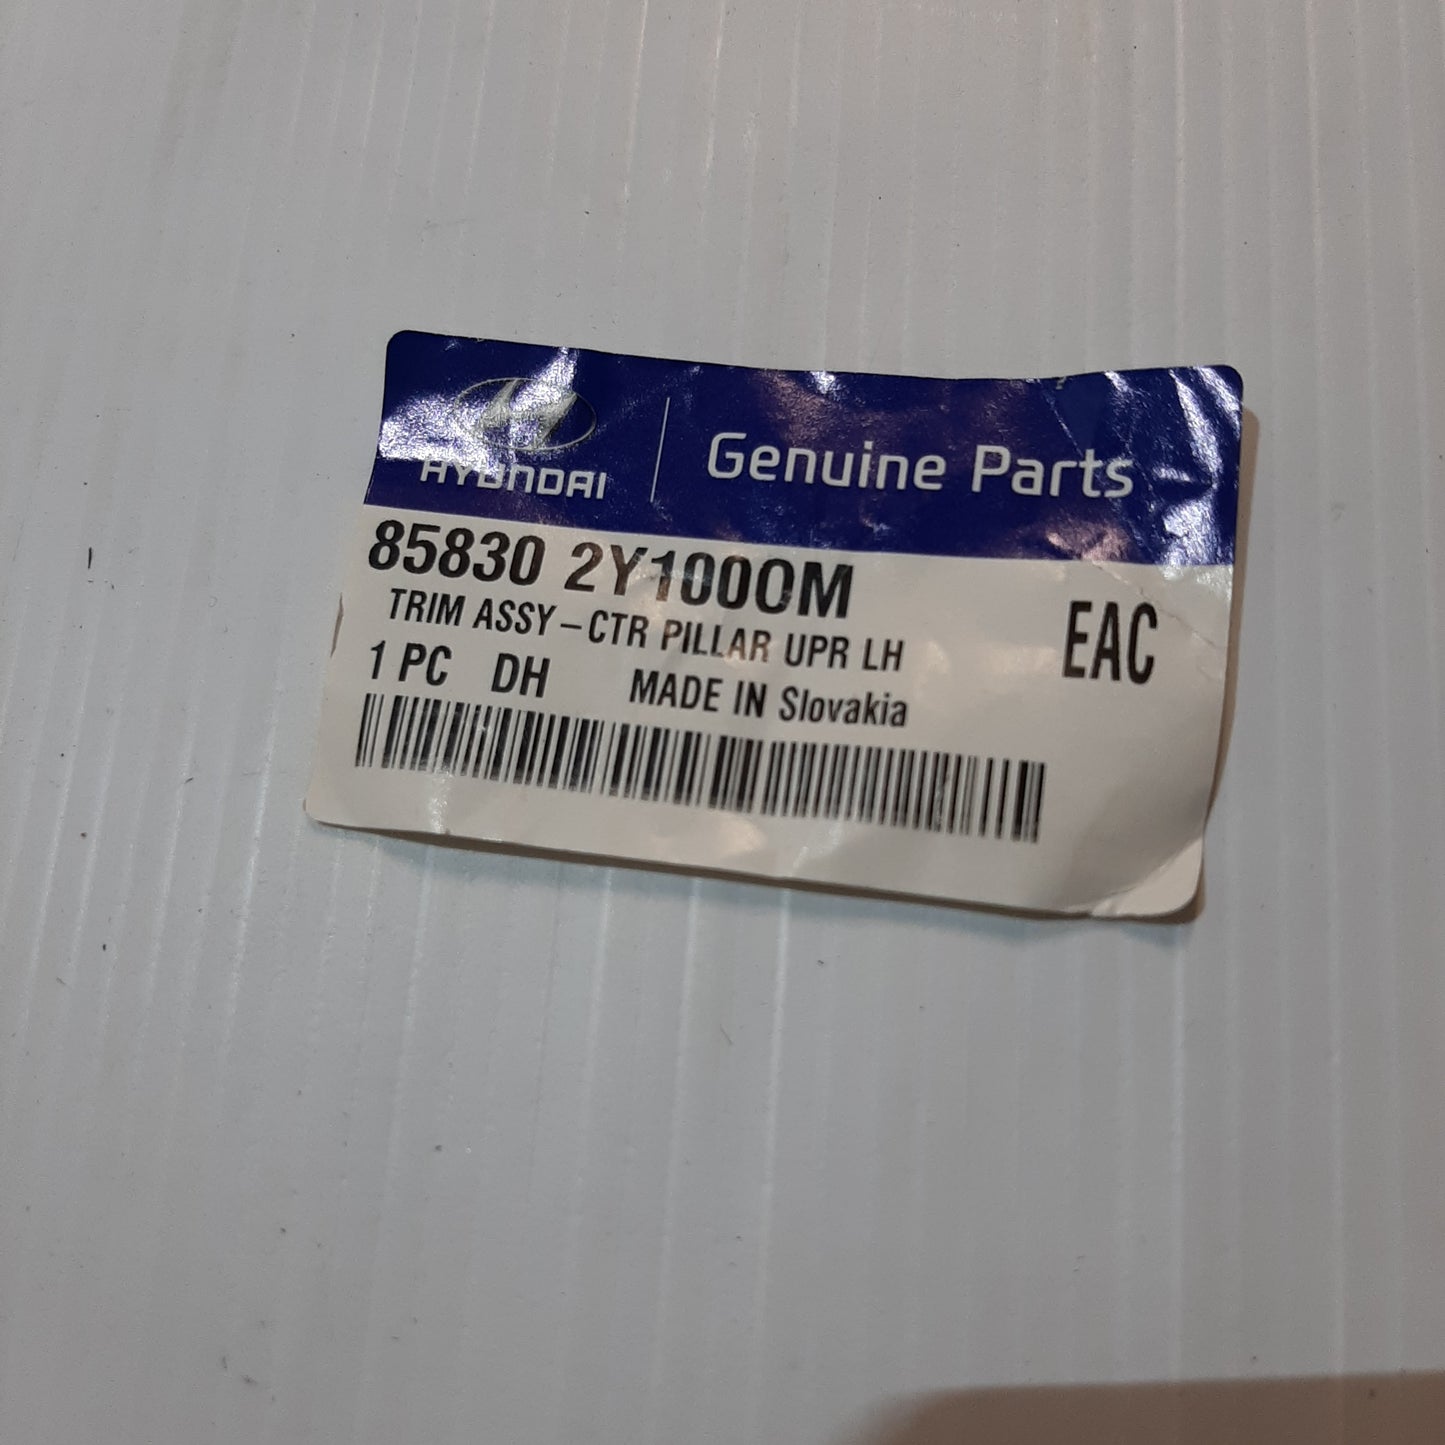 HYUNDAI
Genuine Parts
85830 2Y1000M
TRIM ASSY-CTR PILLAR UPR LH
EAC
1 PC DH MADE IN Slovakia